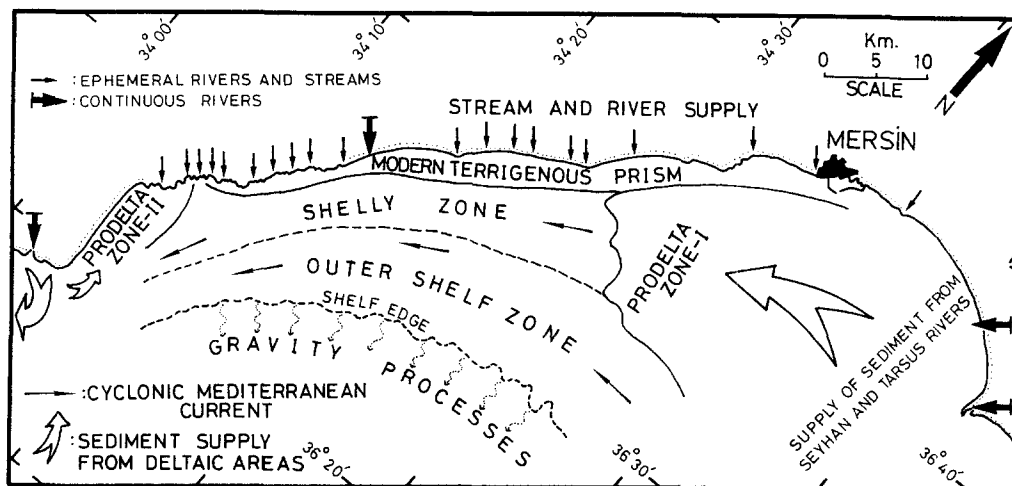 34°00'
34°10'
34°20'
34°30'
Km.
0 5 10
SCALE
N
: EPHEMERAL RIVERS AND STREAMS
: CONTINUOUS RIVERS
STREAM AND RIVER SUPPLY
MERSİN
MODERN TERRIGENOUS PRISM
SHELLY ZONE
PRODELTA
ZONE-II
OUTER SHELF ZONE
PRODELTA
ZONE-I
SHELF EDGE
GRAVITY PROCESSES
SUPPLY OF SEDIMENT FROM
SEYHAN AND TARSUS RIVERS
: CYCLONIC MEDITERRANEAN
CURRENT
: SEDIMENT SUPPLY
FROM DELTAIC AREAS
36°20'
36°30'
36°40'